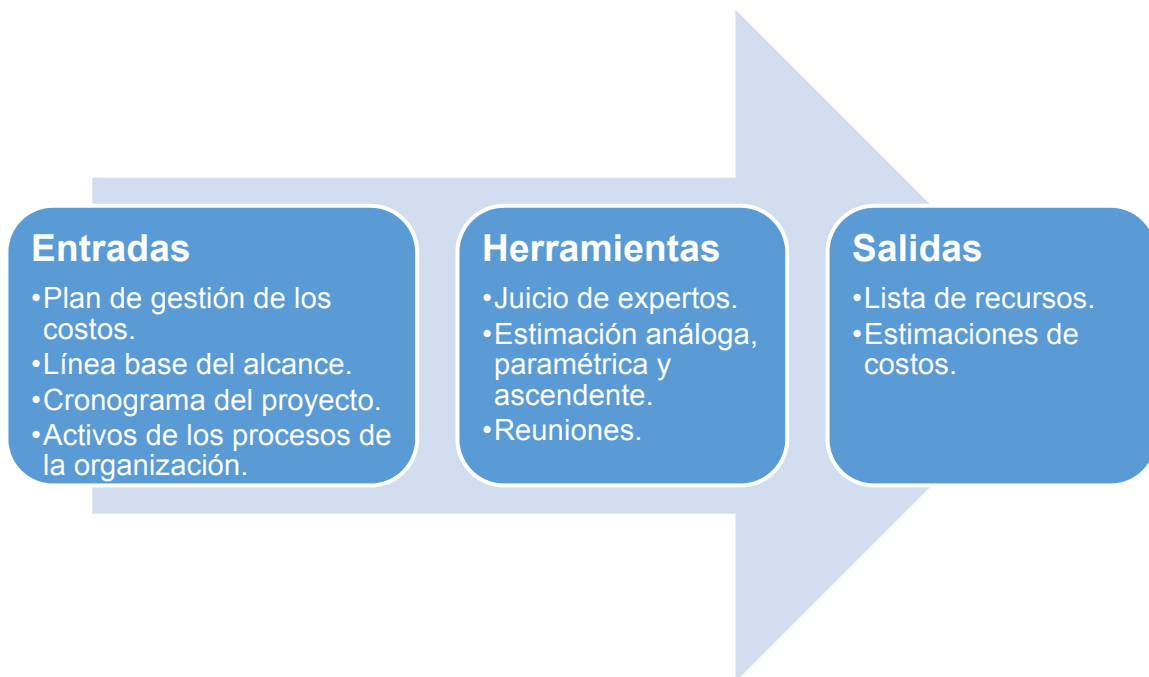 Entradas
•Plan de gestión de los
costos.
•Línea base del alcance.
•Cronograma del proyecto.
•Activos de los procesos de
la organización.
Herramientas
•Juicio de expertos.
•Estimación análoga,
paramétrica y
ascendente.
•Reuniones.
Salidas
•Lista de recursos.
•Estimaciones de
costos.